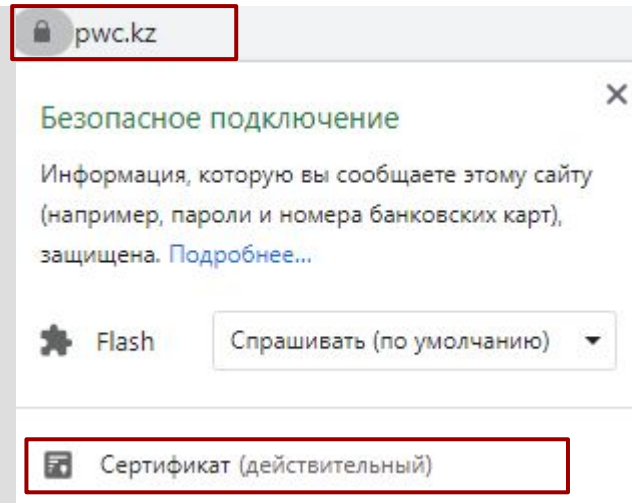 pwc.kz
Безопасное подключение
Информация, которую вы сообщаете этому сайту
(например, пароли и номера банковских карт),
защищена. Подробнее...
Flash Спрашивать (по умолчанию)
Сертификат (действительный)